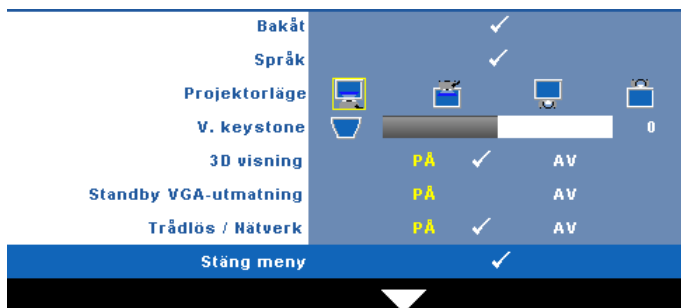 Bakåt
Språk
Projektorläge
V. keystone 0
3D visning PÅ AV
Standby VGA-utmatning PÅ AV
Trådlös / Nätverk PÅ AV
Stäng meny